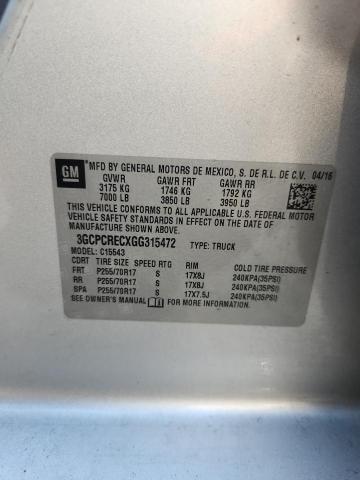 GM
MFD BY GENERAL MOTORS DE MEXICO, S. DE R.L. DE C.V. 04/16
GVWR GAWR FRT GAWR RR
3175 KG 1746 KG 1792 KG
7000 LB 3850 LB 3950 LB
THIS VEHICLE CONFORMS TO ALL APPLICABLE U.S. FEDERAL MOTOR
VEHICLE SAFETY STANDARDS IN EFFECT ON THE DATE OF
MANUFACTURE SHOWN ABOVE.
3GCPCRECXGG315472 TYPE: TRUCK
MODEL: C15543
CDRT TIRE SIZE SPEED RTG RIM COLD TIRE PRESSURE
FRT P255/70R17 S 17X8J 240KPA(35PSI)
RR P255/70R17 S 17X8J 240KPA(35PSI)
SPA P255/70R17 S 17X7.5J 240KPA(35PSI)
SEE OWNER'S MANUAL FOR MORE INFORMATION.